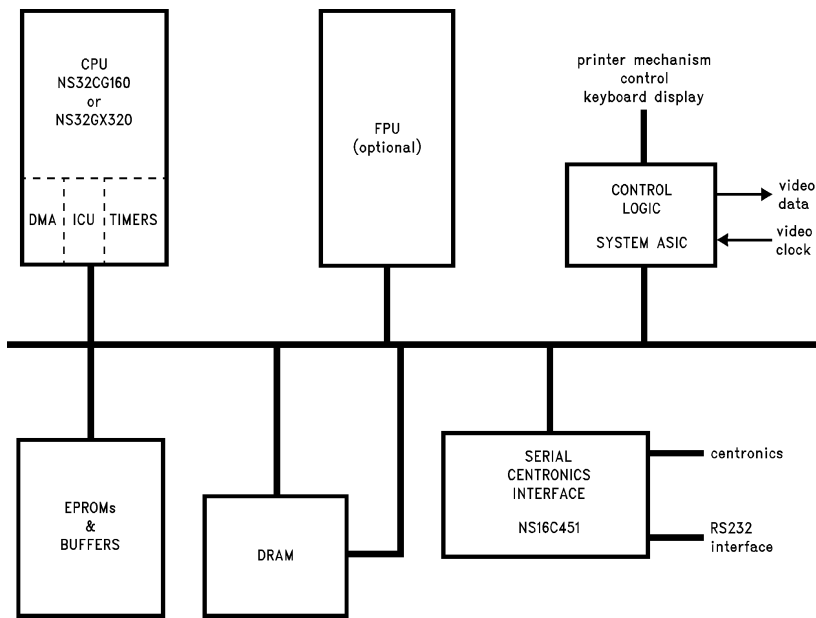 CPU
NS32CG160
or
NS32GX320
DMA
ICU
TIMERS
FPU
(optional)
printer mechanism
control
keyboard display
CONTROL
LOGIC
SYSTEM ASIC
video
data
video
clock
EPROMs
&
BUFFERS
DRAM
SERIAL
CENTRONICS
INTERFACE
NS16C451
centronics
RS232
interface